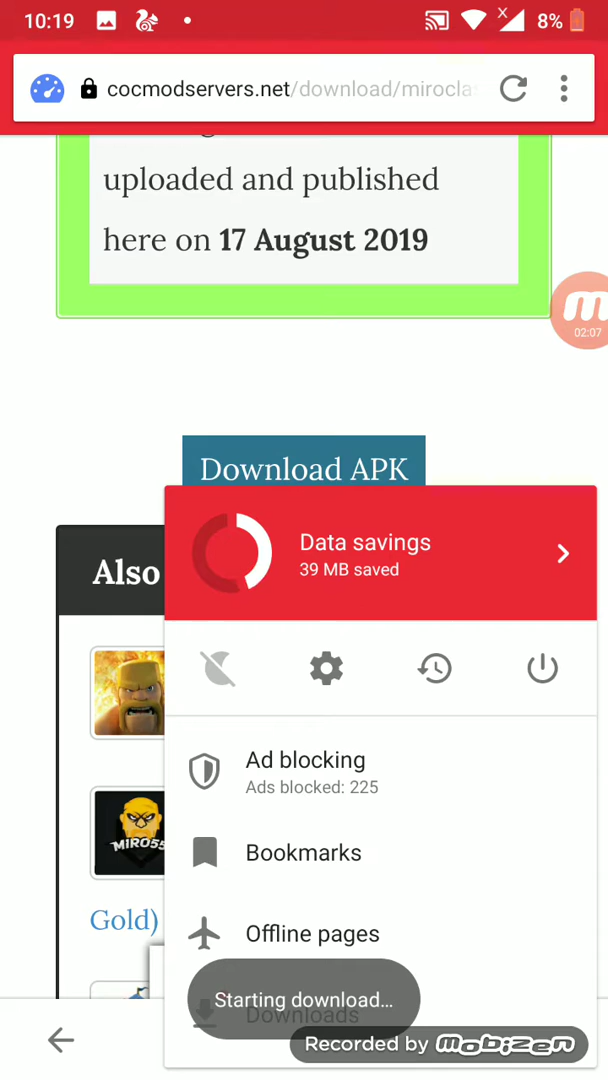 10:19
X
8%
cocmodservers.net/download/mirocla
uploaded and published
here on 17 August 2019
m
02:07
Download APK
Data savings
39 MB saved
Also
Ad blocking
Ads blocked: 225
MIRO55
Bookmarks
Gold)
Offline pages
Starting download...
Downloads
Recorded by mobizen